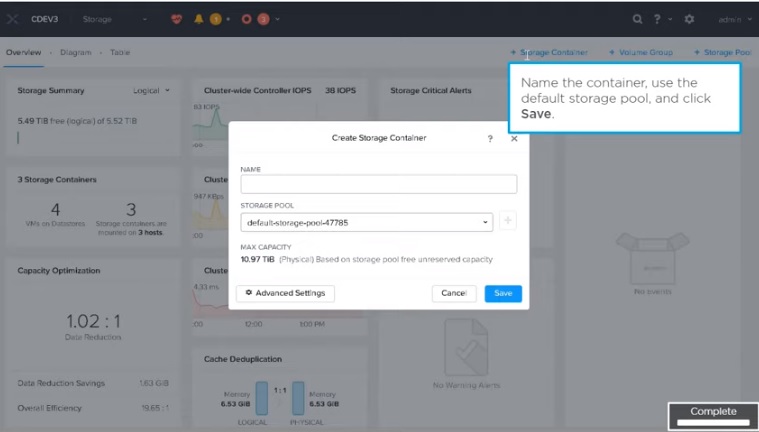 CDEV3
Storage
1
3
?
admin
Overview · Diagram · Table
+ Storage Container
+ Volume Group
+ Storage Pool
Name the container, use the
default storage pool, and click
Save.
Storage Summary
Logical
5.49 TiB free (logical) of 5.52 TiB
Cluster-wide Controller IOPS
38 IOPS
63 IOPS
Storage Critical Alerts
Create Storage Container
?
NAME
STORAGE POOL
default-storage-pool-47785
MAX CAPACITY
10.97 TiB (Physical) Based on storage pool free unreserved capacity
Advanced Settings
Cancel
Save
3 Storage Containers
4
VMs on Datastores
3
Storage containers are
mounted on 3 hosts.
Cluste
947 KBps
:00
Capacity Optimization
1.02 : 1
Data Reduction
Data Reduction Savings
1.63 GiB
Overall Efficiency
19.65 : 1
Cluste
4.33 ms
:00
12:00
1:00 PM
Cache Deduplication
Memory
6.53 GiB
1 : 1
Memory
6.53 GiB
LOGICAL
PHYSICAL
No Warning Alerts
No Events
Complete